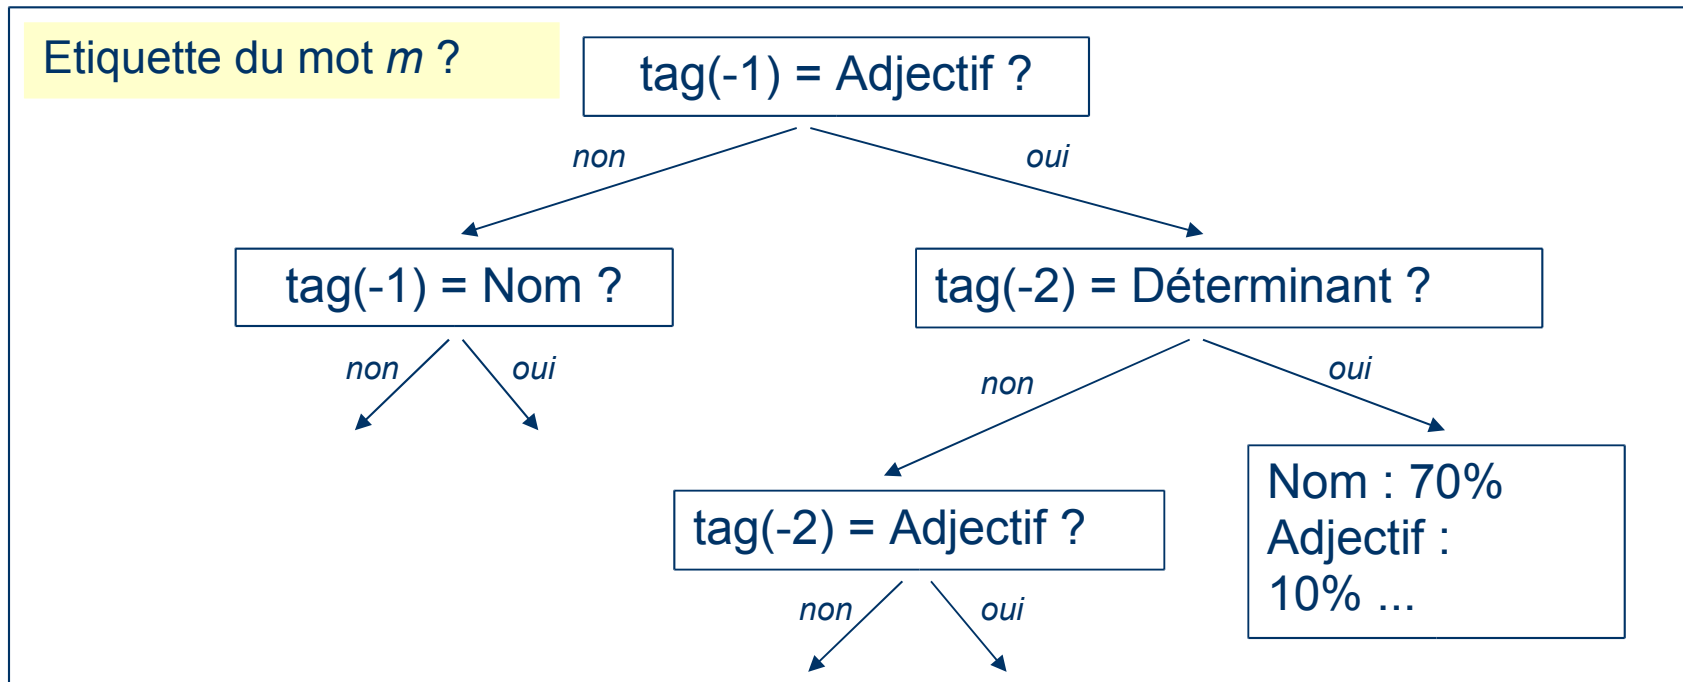 Etiquette du mot m ?
tag(-1) = Adjectif ?
non
oui
tag(-1) = Nom ?
tag(-2) = Déterminant ?
non
oui
non
oui
tag(-2) = Adjectif ?
Nom : 70%
Adjectif :
10% ...
non
oui